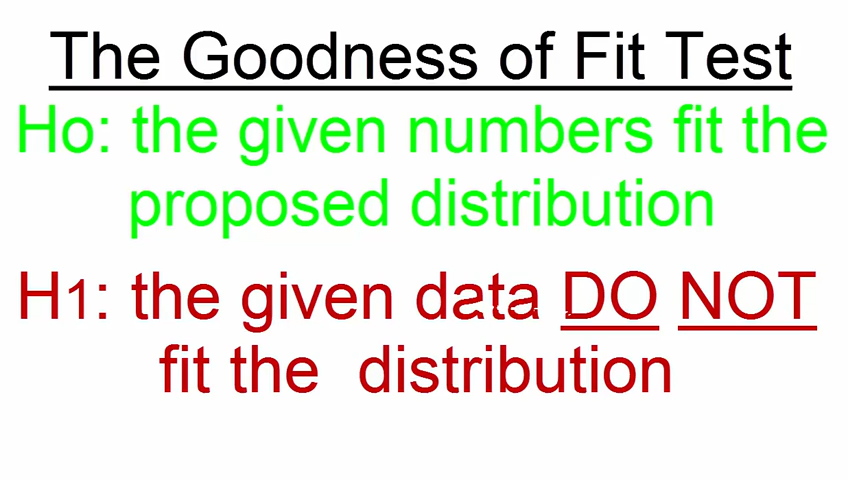 The Goodness of Fit Test
Ho: the given numbers fit the
proposed distribution
H1: the given data DO NOT
fit the distribution